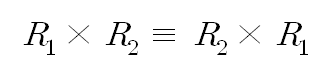 R₁ × R₂ ≡ R₂ × R₁